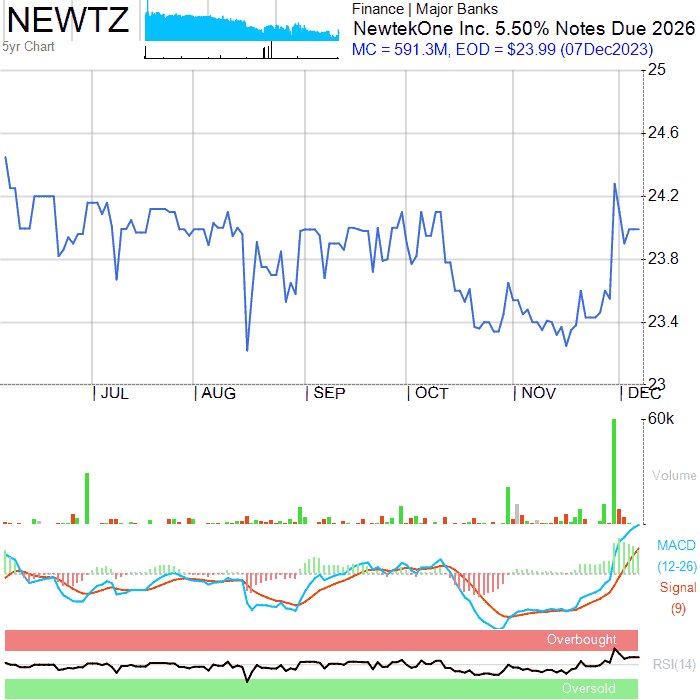 NEWTZ
5yr Chart
Finance | Major Banks
NewtekOne Inc. 5.50% Notes Due 2026
MC = 591.3M, EOD = $23.99 (07Dec2023)
25
24.6
24.2
23.8
23.4
23
JUL AUG SEP OCT NOV DEC
60k
Volume
MACD
(12-26)
Signal
(9)
Overbought
RSI(14)
Oversold